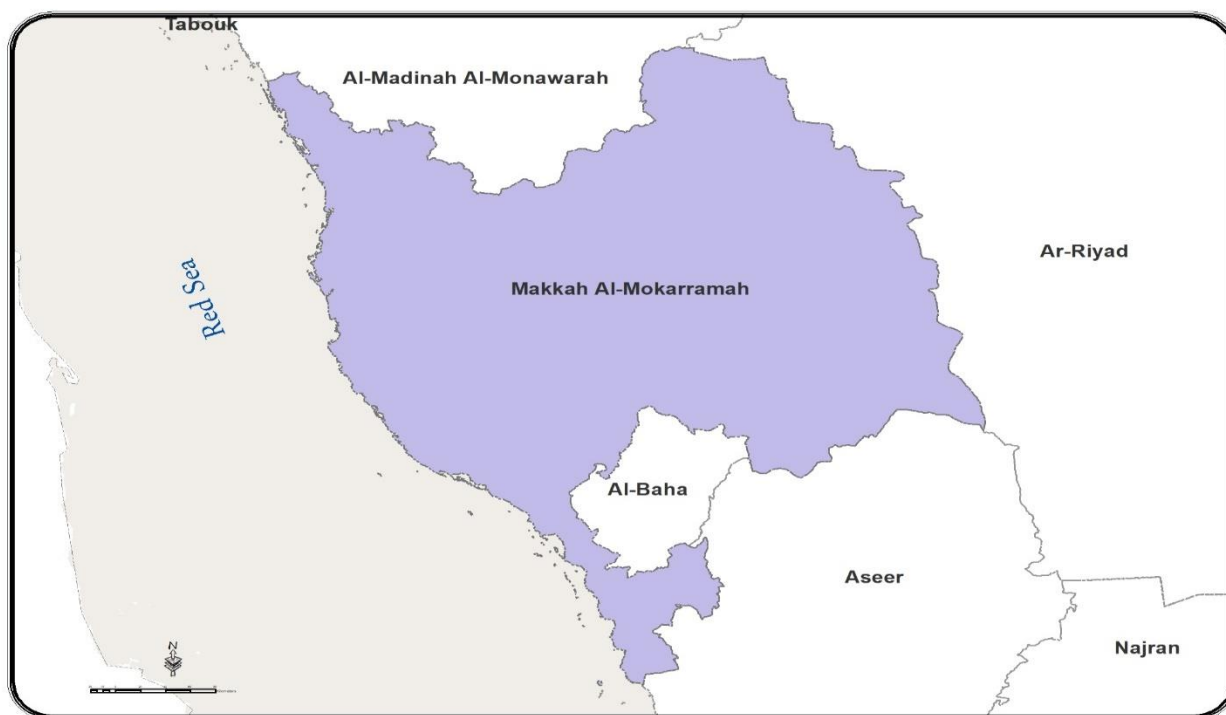 Tabouk
Al-Madinah Al-Monawarah
Ar-Riyad
Makkah Al-Mokarramah
Red Sea
Al-Baha
Aseer
Najran
N